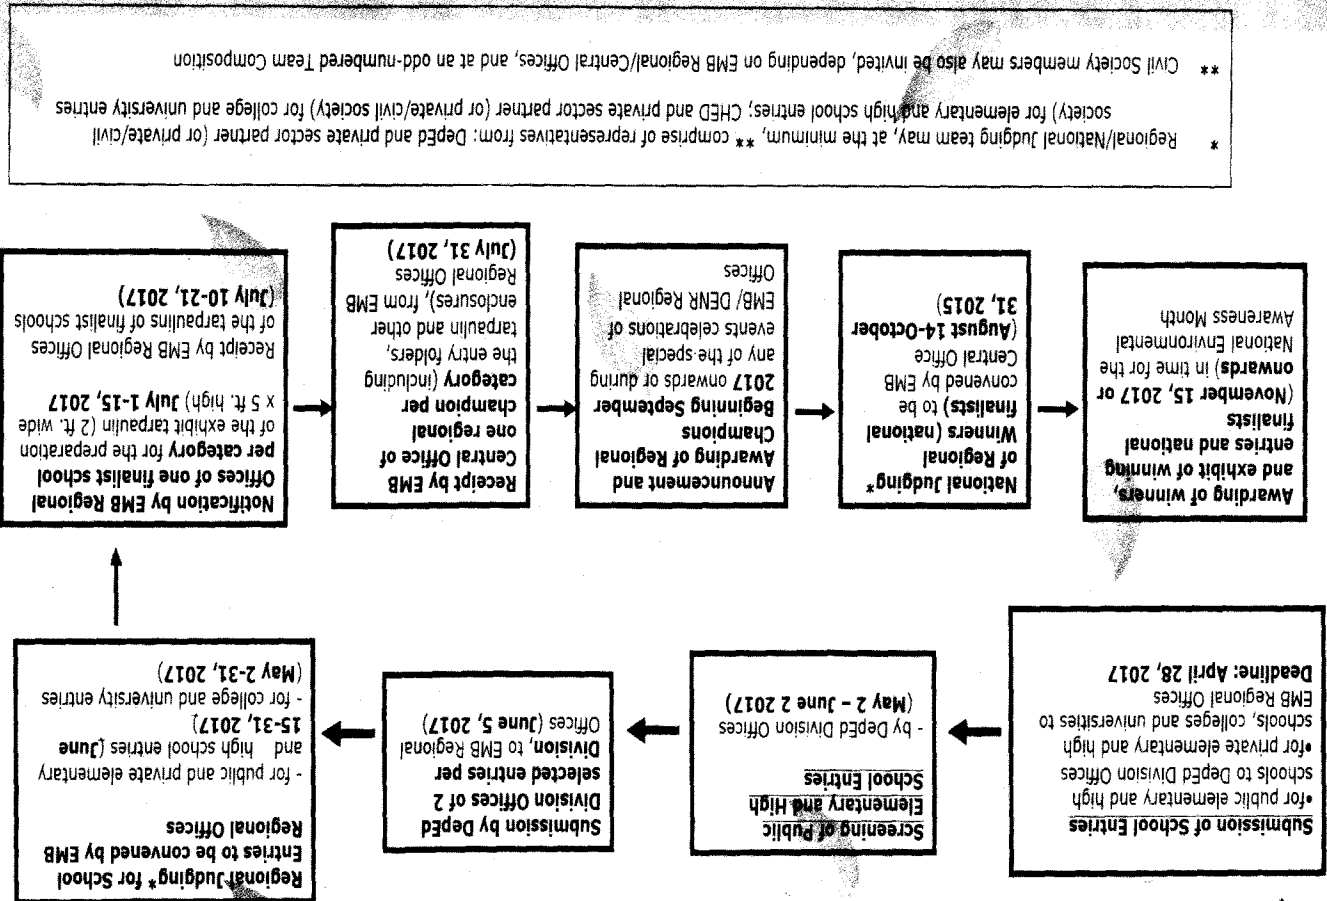 Submission of School Entries
•for public elementary and high
schools to DepEd Division Offices
•for private elementary and high
schools, colleges and universities to
EMB Regional Offices
Deadline: April 28, 2017
Screening of Public
Elementary and High
School Entries
- by DepEd Division Offices
(May 2 – June 2 2017)
Submission by DepEd
Division Offices of 2
selected entries per
Division, to EMB Regional
Offices (June 5, 2017)
Regional Judging* for School
Entries to be convened by EMB
Regional Offices
- for public and private elementary
and high school entries (June
15-31, 2017)
- for college and university entries
(May 2-31, 2017)
Notification by EMB Regional
Offices of one finalist school
per category for the preparation
of the exhibit tarpaulin (2 ft. wide
x 5 ft. high) July 1-15, 2017
Receipt by EMB Regional Offices
of the tarpaulins of finalist schools
(July 10-21, 2017)
Receipt by EMB
Central Office of
one regional
champion per
category (including
the entry folders,
tarpaulin and other
enclosures), from EMB
Regional Offices
(July 31, 2017)
Announcement and
Awarding of Regional
Champions
Beginning September
2017 onwards or during
any of the special
events celebrations of
EMB/ DENR Regional
Offices
National Judging*
of Regional
Winners (national
finalists) to be
convened by EMB
Central Office
(August 14-October
31, 2015)
Awarding of winners,
and exhibit of winning
entries and national
finalists
(November 15, 2017 or
onwards) in time for the
National Environmental
Awareness Month
* Regional/National Judging team may, at the minimum, ** comprise of representatives from: DepEd and private sector partner (or private/civil
society) for elementary and high school entries; CHED and private sector partner (or private/civil society) for college and university entries
** Civil Society members may also be invited, depending on EMB Regional/Central Offices, and at an odd-numbered Team Composition